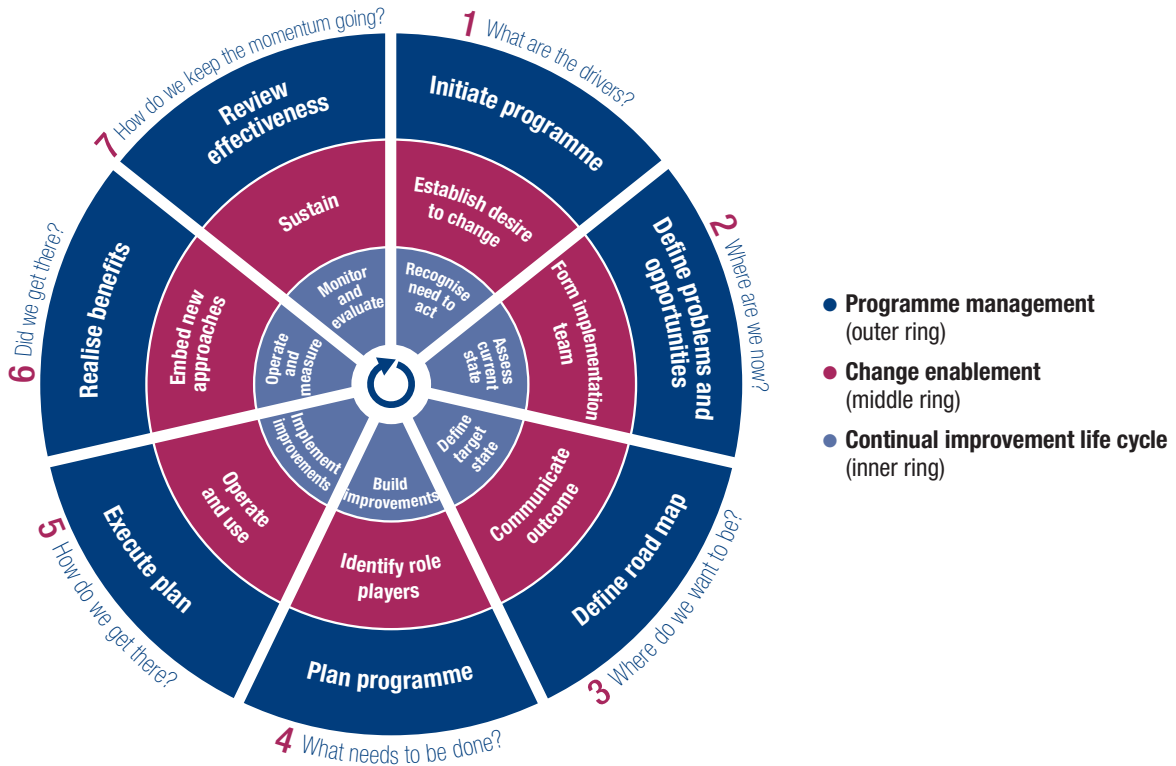 1 What are the drivers?
Initiate programme
Establish desire
to change
Recognise
need to
act
2 Where are we now?
Define problems and
opportunities
Form implementation
team
Assess
current
state
3 Where do we want to be?
Define road map
Communicate
outcome
Define
target
state
4 What needs to be done?
Plan programme
Identify role
players
Build
improvements
5 How do we get there?
Execute plan
Operate
and use
Implement
improvements
6 Did we get there?
Realise benefits
Embed new
approaches
Operate
and
measure
7 How do we keep the momentum going?
Review
effectiveness
Sustain
Monitor
and
evaluate
Programme management
(outer ring)
Change enablement
(middle ring)
Continual improvement life cycle
(inner ring)